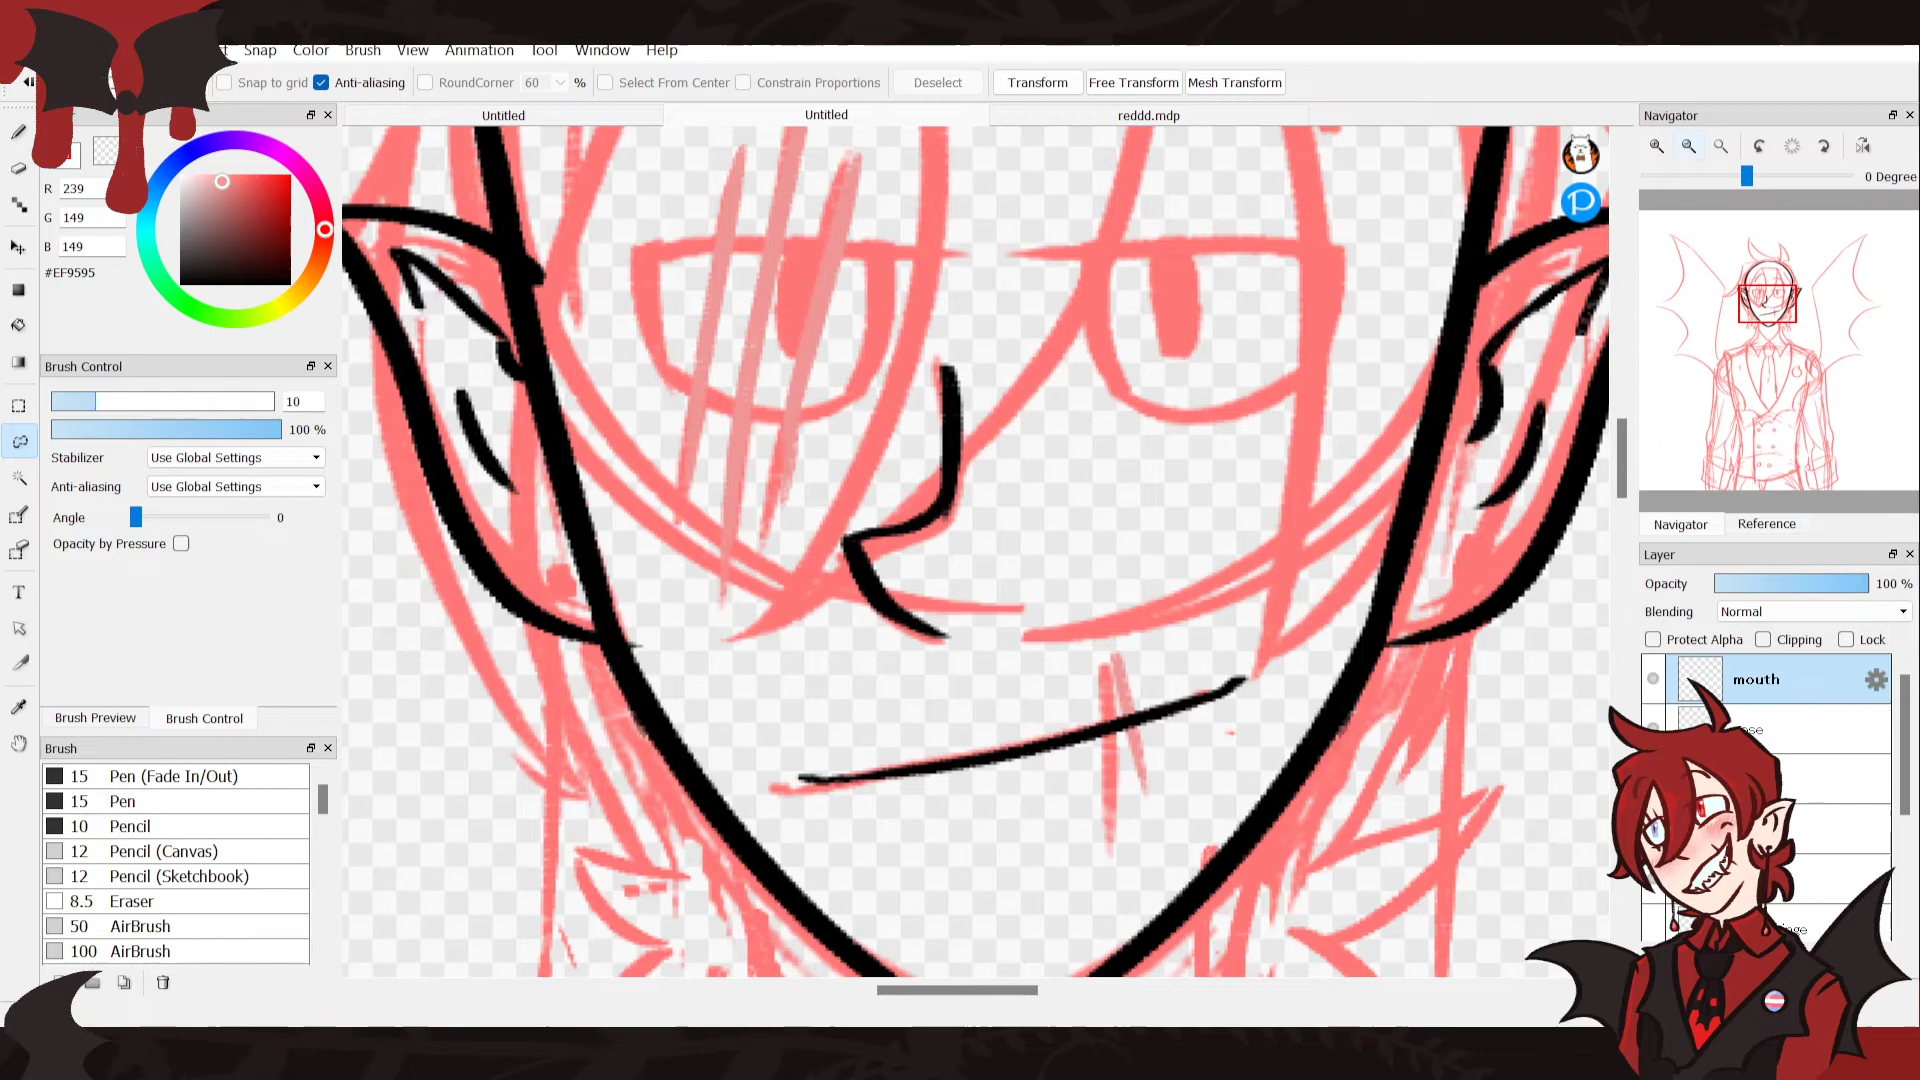 Snap Color Brush View Animation Tool Window Help
Snap to grid Anti-aliasing RoundCorner 60 % Select From Center Constrain Proportions Deselect Transform Free Transform Mesh Transform
Untitled Untitled reddd.mdp
R 239
G 149
B 149
#EF9595
Brush Control
10
100 %
Stabilizer Use Global Settings
Anti-aliasing Use Global Settings
Angle 0
Opacity by Pressure
Brush Preview Brush Control
Brush
15 Pen (Fade In/Out)
15 Pen
10 Pencil
12 Pencil (Canvas)
12 Pencil (Sketchbook)
8.5 Eraser
50 AirBrush
100 AirBrush
T
P
Navigator
0 Degree
Navigator Reference
Layer
Opacity 100 %
Blending Normal
Protect Alpha Clipping Lock
mouth